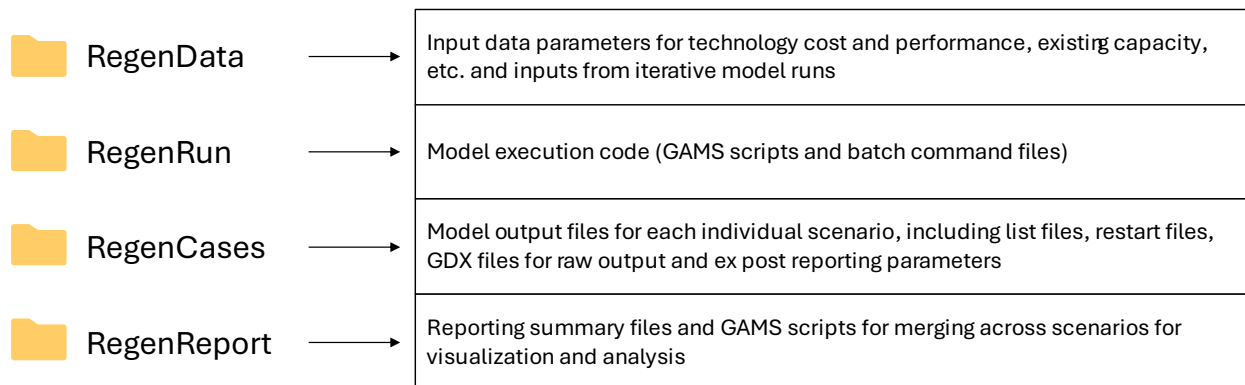 RegenData
Input data parameters for technology cost and performance, existing capacity,
etc. and inputs from iterative model runs
RegenRun
Model execution code (GAMS scripts and batch command files)
RegenCases
Model output files for each individual scenario, including list files, restart files,
GDX files for raw output and ex post reporting parameters
RegenReport
Reporting summary files and GAMS scripts for merging across scenarios for
visualization and analysis